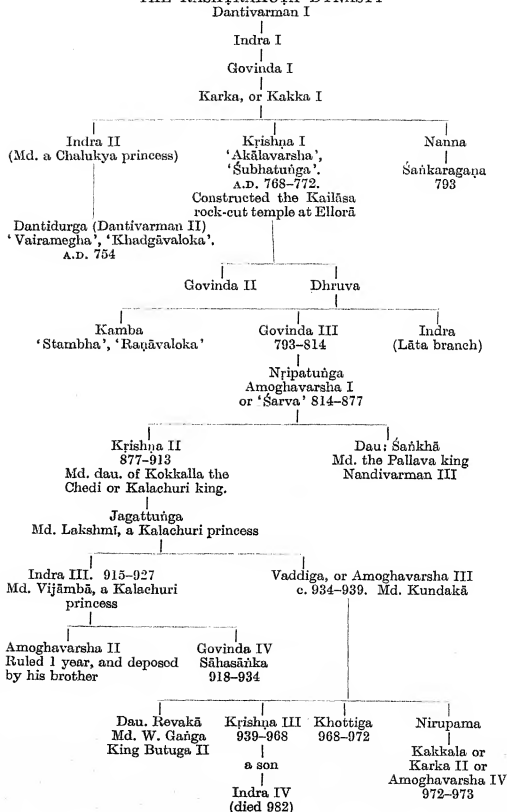 THE RĀSHṬRAKŪṬA DYNASTY
Dantivarman I
Indra I
Govinda I
Karka, or Kakka I
Indra II
(Md. a Chalukya princess)
Dantidurga (Dantivarman II)
'Vairamegha', 'Khadgāvaloka'.
A.D. 754
Kṛishṇa I
'Akālavarsha',
'Śubhatuṅga'.
A.D. 768–772.
Constructed the Kailāsa
rock-cut temple at Ellorā
Nanna
Śaṅkaragaṇa
793
Govinda II
Dhruva
Kamba
'Stambha', 'Raṇāvaloka'
Govinda III
793–814
Indra
(Lāta branch)
Nṛipatuṅga
Amoghavarsha I
or 'Śarva' 814–877
Kṛishṇa II
877–913
Md. dau. of Kokkalla the
Chedi or Kalachuri king.
Dau: Śaṅkhā
Md. the Pallava king
Nandivarman III
Jagattuṅga
Md. Lakshmī, a Kalachuri princess
Indra III. 915–927
Md. Vijāmbā, a Kalachuri
princess
Vaddiga, or Amoghavarsha III
c. 934–939. Md. Kundakā
Amoghavarsha II
Ruled 1 year, and deposed
by his brother
Govinda IV
Sāhasāṅka
918–934
Dau. Revakā
Md. W. Gaṅga
King Butuga II
Kṛishṇa III
939–968
a son
Indra IV
(died 982)
Khottiga
968–972
Nirupama
Kakkala or
Karka II or
Amoghavarsha IV
972–973